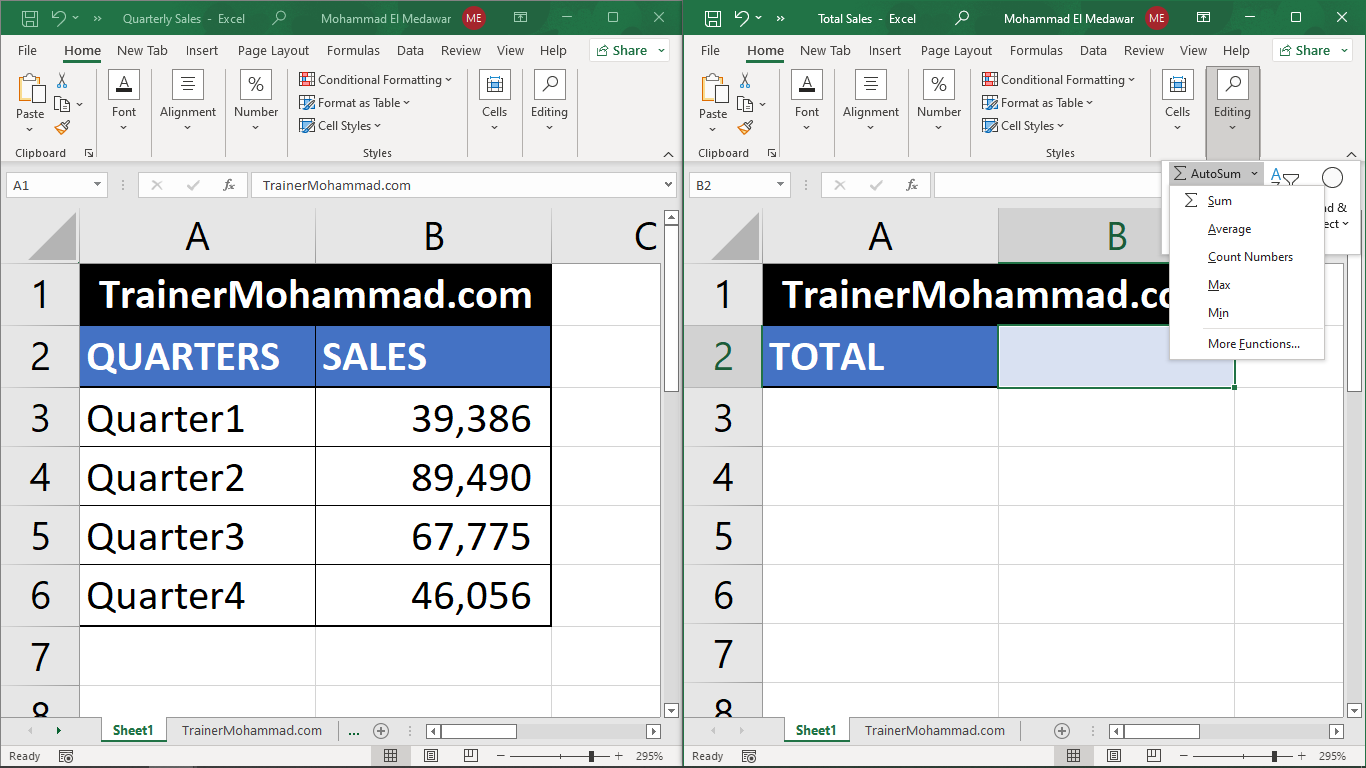 Quarterly Sales - Excel
Mohammad El Medawar ME
File Home New Tab Insert Page Layout Formulas Data Review View Help Share
Paste
Clipboard
Font
Alignment
% Number
Conditional Formatting
Format as Table
Cell Styles
Styles
Cells
Editing
A1 fx TrainerMohammad.com
A B C
1 TrainerMohammad.com
2 QUARTERS SALES
3 Quarter1 39,386
4 Quarter2 89,490
5 Quarter3 67,775
6 Quarter4 46,056
7
8
Sheet1 TrainerMohammad.com ...
Ready 295%
Total Sales - Excel
Mohammad El Medawar ME
File Home New Tab Insert Page Layout Formulas Data Review View Help Share
Paste
Clipboard
Font
Alignment
% Number
Conditional Formatting
Format as Table
Cell Styles
Styles
Cells
Editing
Σ AutoSum
Σ Sum
Average
Count Numbers
Max
Min
More Functions...
B2 fx
A B
1 TrainerMohammad.co
2 TOTAL
3
4
5
6
7
8
Sheet1 TrainerMohammad.com
Ready 295%